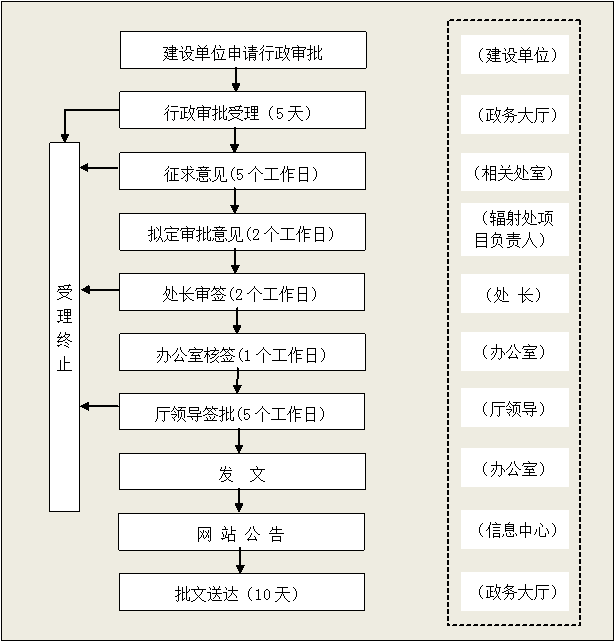 建设单位申请行政审批
（建设单位）
行政审批受理（5天）
（政务大厅）
征求意见(5个工作日)
（相关处室）
拟定审批意见(2个工作日)
（辐射处项
目负责人）
受理终止
处长审签(2个工作日)
（处 长）
办公室核签(1个工作日)
（办公室）
厅领导签批(5个工作日)
（厅领导）
发 文
（办公室）
网 站 公 告
（信息中心）
批文送达（10天）
（政务大厅）